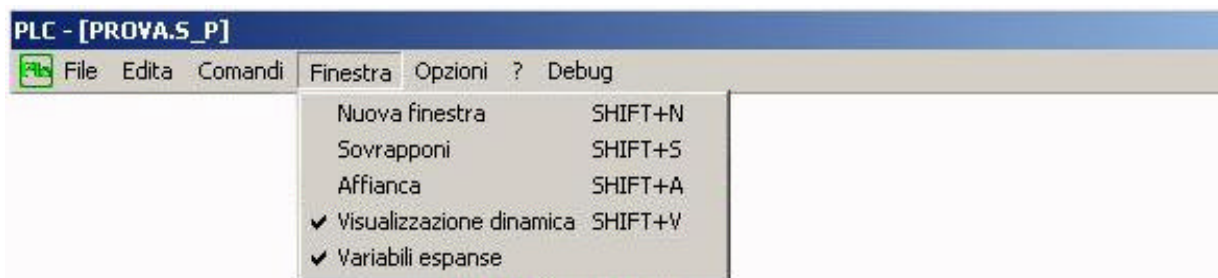 PLC - [PROVA.S_P]
File Edita Comandi Finestra Opzioni ? Debug
Nuova finestra SHIFT+N
Sovrapponi SHIFT+S
Affianca SHIFT+A
Visualizzazione dinamica SHIFT+V
Variabili espanse